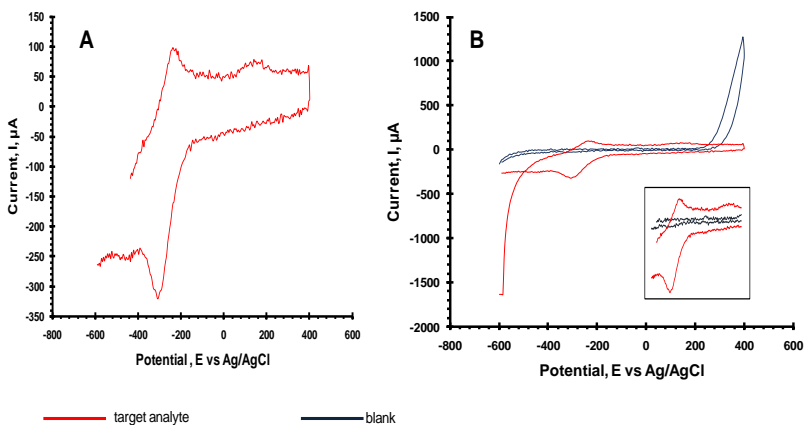 A
150
100
50
0
-50
-100
-150
-200
-250
-300
-350
Current, I, µA
-800 -600 -400 -200 0 200 400 600
Potential , E vs Ag/AgCl
B
1500
1000
500
0
-500
-1000
-1500
-2000
Current, I, µA
-800 -600 -400 -200 0 200 400 600
Potential, E vs Ag/AgCl
target analyte
blank